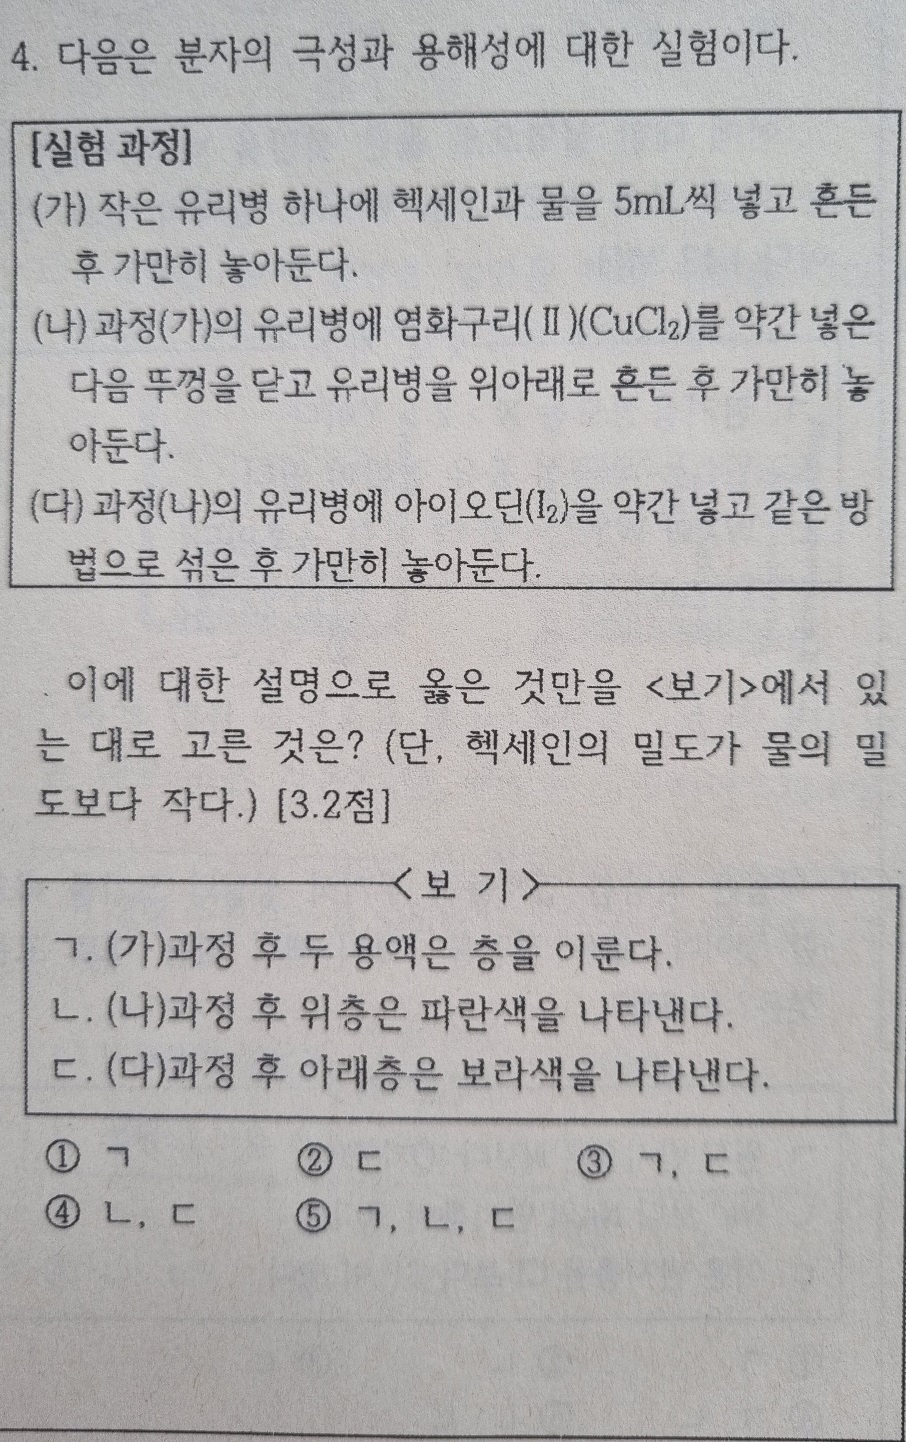 4. 다음은 분자의 극성과 용해성에 대한 실험이다.
[실험 과정]
(가) 작은 유리병 하나에 헥세인과 물을 5mL씩 넣고 흔든
후 가만히 놓아둔다.
(나) 과정(가)의 유리병에 염화구리(Ⅱ)(CuCl₂)를 약간 넣은
다음 뚜껑을 닫고 유리병을 위아래로 흔든 후 가만히 놓
아둔다.
(다) 과정(나)의 유리병에 아이오딘(I₂)을 약간 넣고 같은 방
법으로 섞은 후 가만히 놓아둔다.
이에 대한 설명으로 옳은 것만을 <보기>에서 있
는 대로 고른 것은? (단, 헥세인의 밀도가 물의 밀
도보다 작다.) [3.2점]
<보 기>
ㄱ. (가)과정 후 두 용액은 층을 이룬다.
ㄴ. (나)과정 후 위층은 파란색을 나타낸다.
ㄷ. (다)과정 후 아래층은 보라색을 나타낸다.
① ㄱ ② ㄷ ③ ㄱ, ㄷ
④ ㄴ, ㄷ ⑤ ㄱ, ㄴ, ㄷ